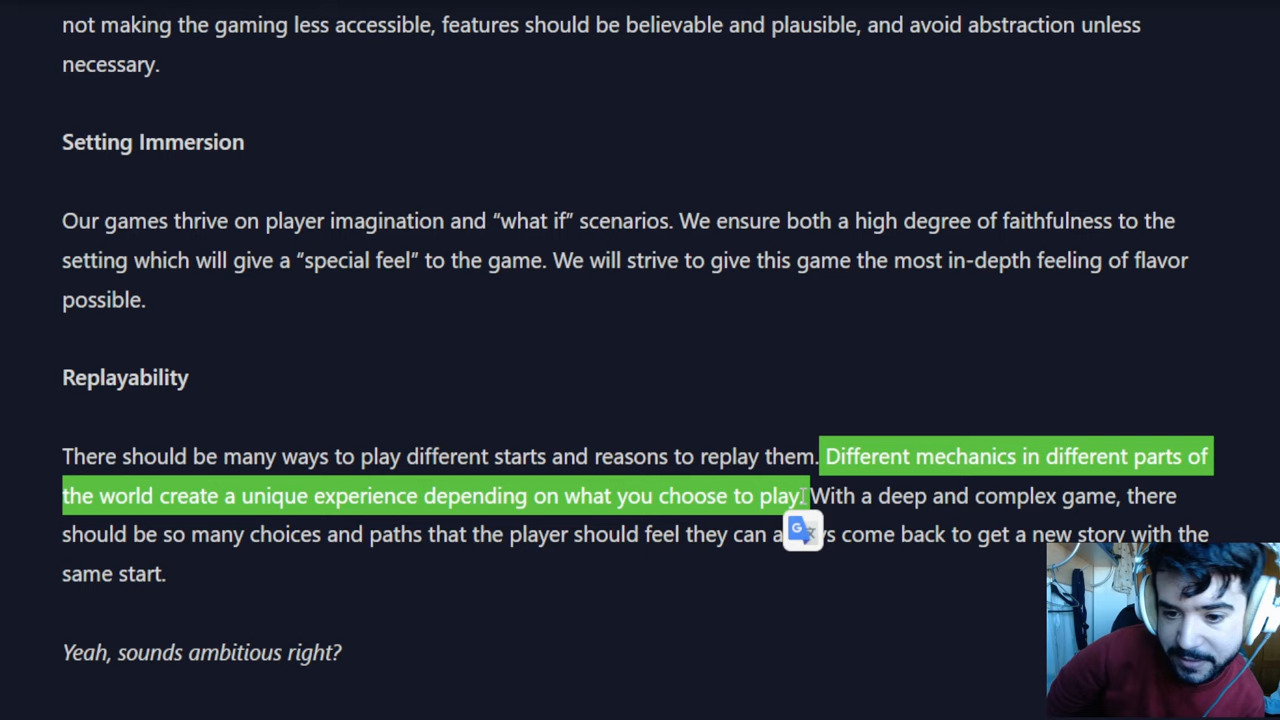 not making the gaming less accessible, features should be believable and plausible, and avoid abstraction unless
necessary.
Setting Immersion
Our games thrive on player imagination and “what if” scenarios. We ensure both a high degree of faithfulness to the
setting which will give a “special feel” to the game. We will strive to give this game the most in-depth feeling of flavor
possible.
Replayability
There should be many ways to play different starts and reasons to replay them. Different mechanics in different parts of
the world create a unique experience depending on what you choose to play. With a deep and complex game, there
should be so many choices and paths that the player should feel they can come back to get a new story with the
same start.
Yeah, sounds ambitious right?